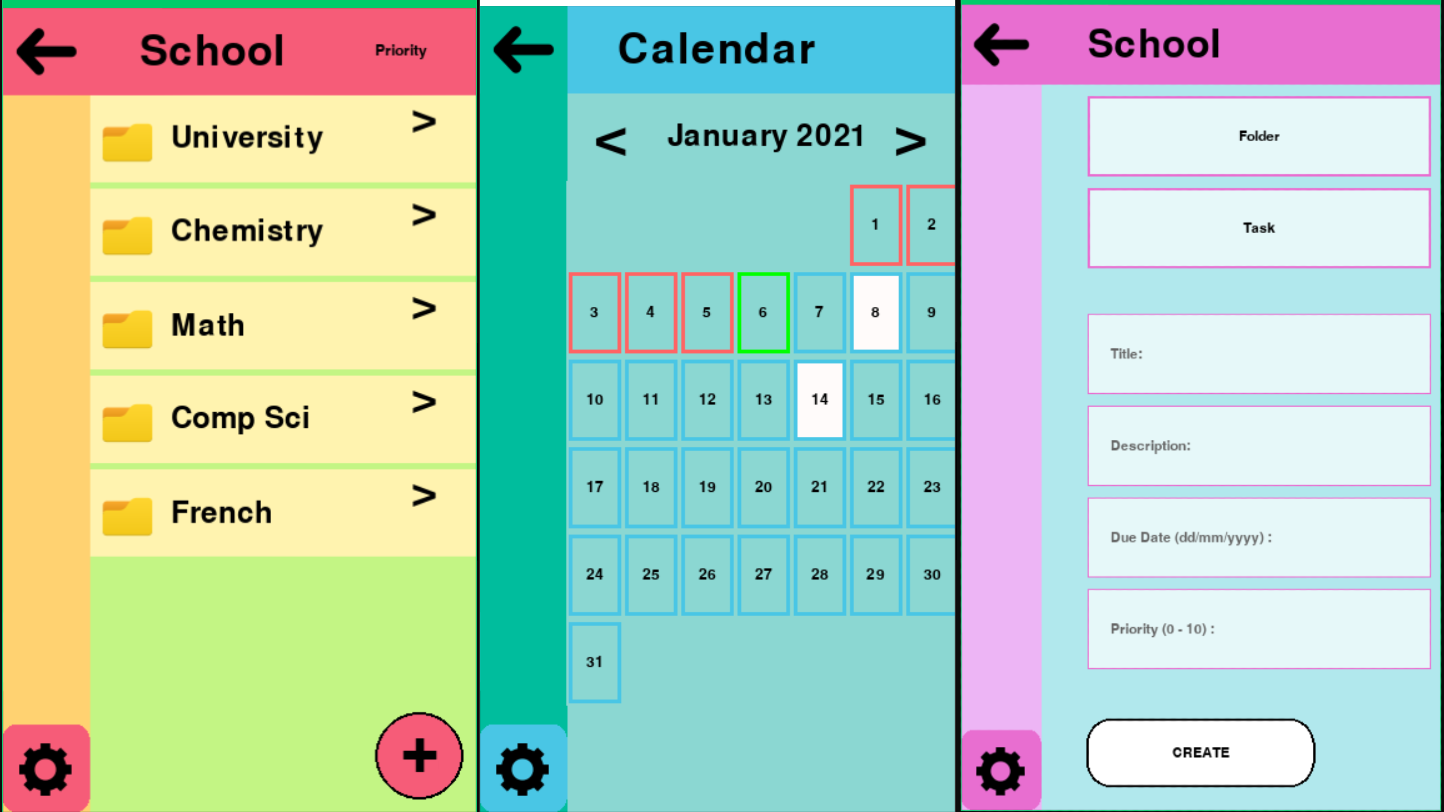 School Priority
University >
Chemistry >
Math >
Comp Sci >
French >
+
Calendar
< January 2021 >
1 2
3 4 5 6 7 8 9
10 11 12 13 14 15 16
17 18 19 20 21 22 23
24 25 26 27 28 29 30
31
School
Folder
Task
Title:
Description:
Due Date (dd/mm/yyyy) :
Priority (0 - 10) :
CREATE